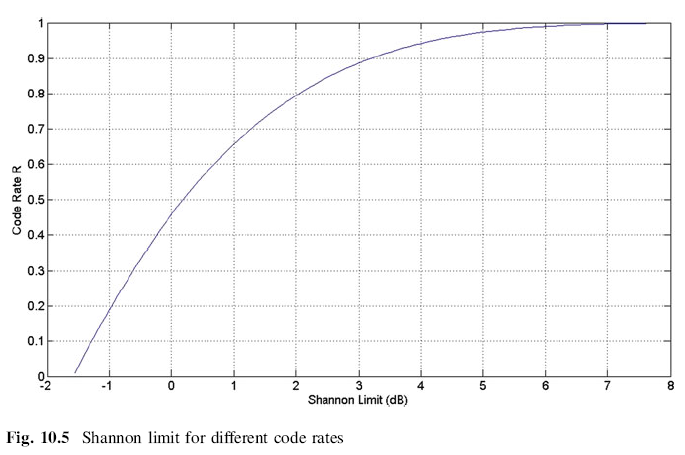 1
0.9
0.8
0.7
0.6
0.5
0.4
0.3
0.2
0.1
0
Code Rate R
-2 -1 0 1 2 3 4 5 6 7 8
Shannon Limit (dB)
Fig. 10.5 Shannon limit for different code rates